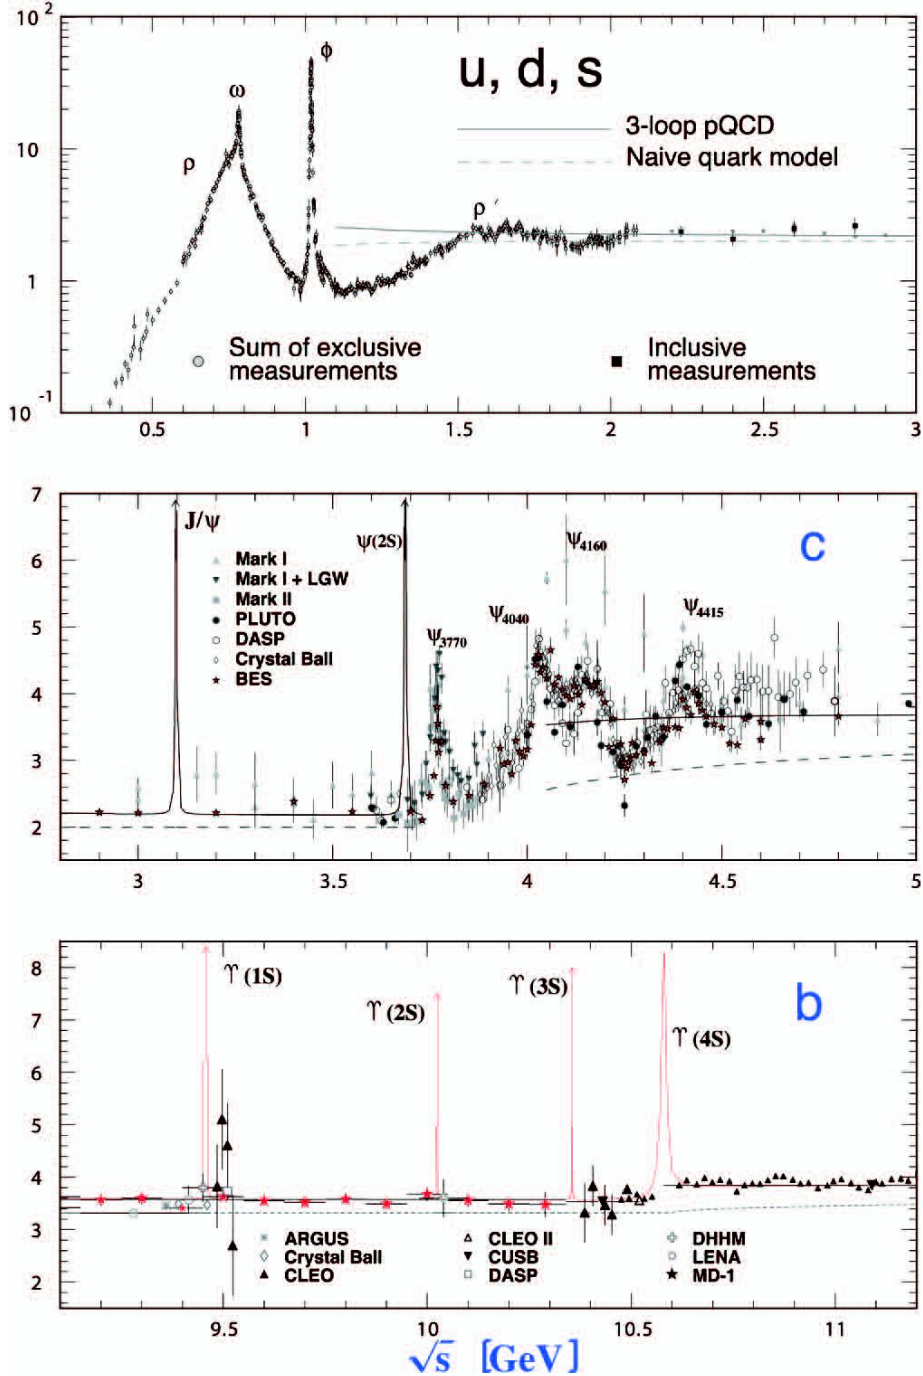 10 2
ϕ
u, d, s
ω
3-loop pQCD
Naive quark model
10
ρ
ρ ′
1
Sum of exclusive
measurements
Inclusive
measurements
10 -1
0.5
1
1.5
2
2.5
3
7
J/ψ
ψ(2S)
c
ψ4160
Mark I
Mark I + LGW
Mark II
PLUTO
DASP
Crystal Ball
BES
6
5
4
3
2
ψ3770
ψ4040
ψ4415
3
3.5
4
4.5
5
8
7
6
5
4
3
2
ϒ (1S)
ϒ (2S)
ϒ (3S)
ϒ (4S)
b
ARGUS
Crystal Ball
CLEO
CLEO II
CUSB
DASP
DHHM
LENA
MD-1
9.5
10
10.5
11
√s [GeV]